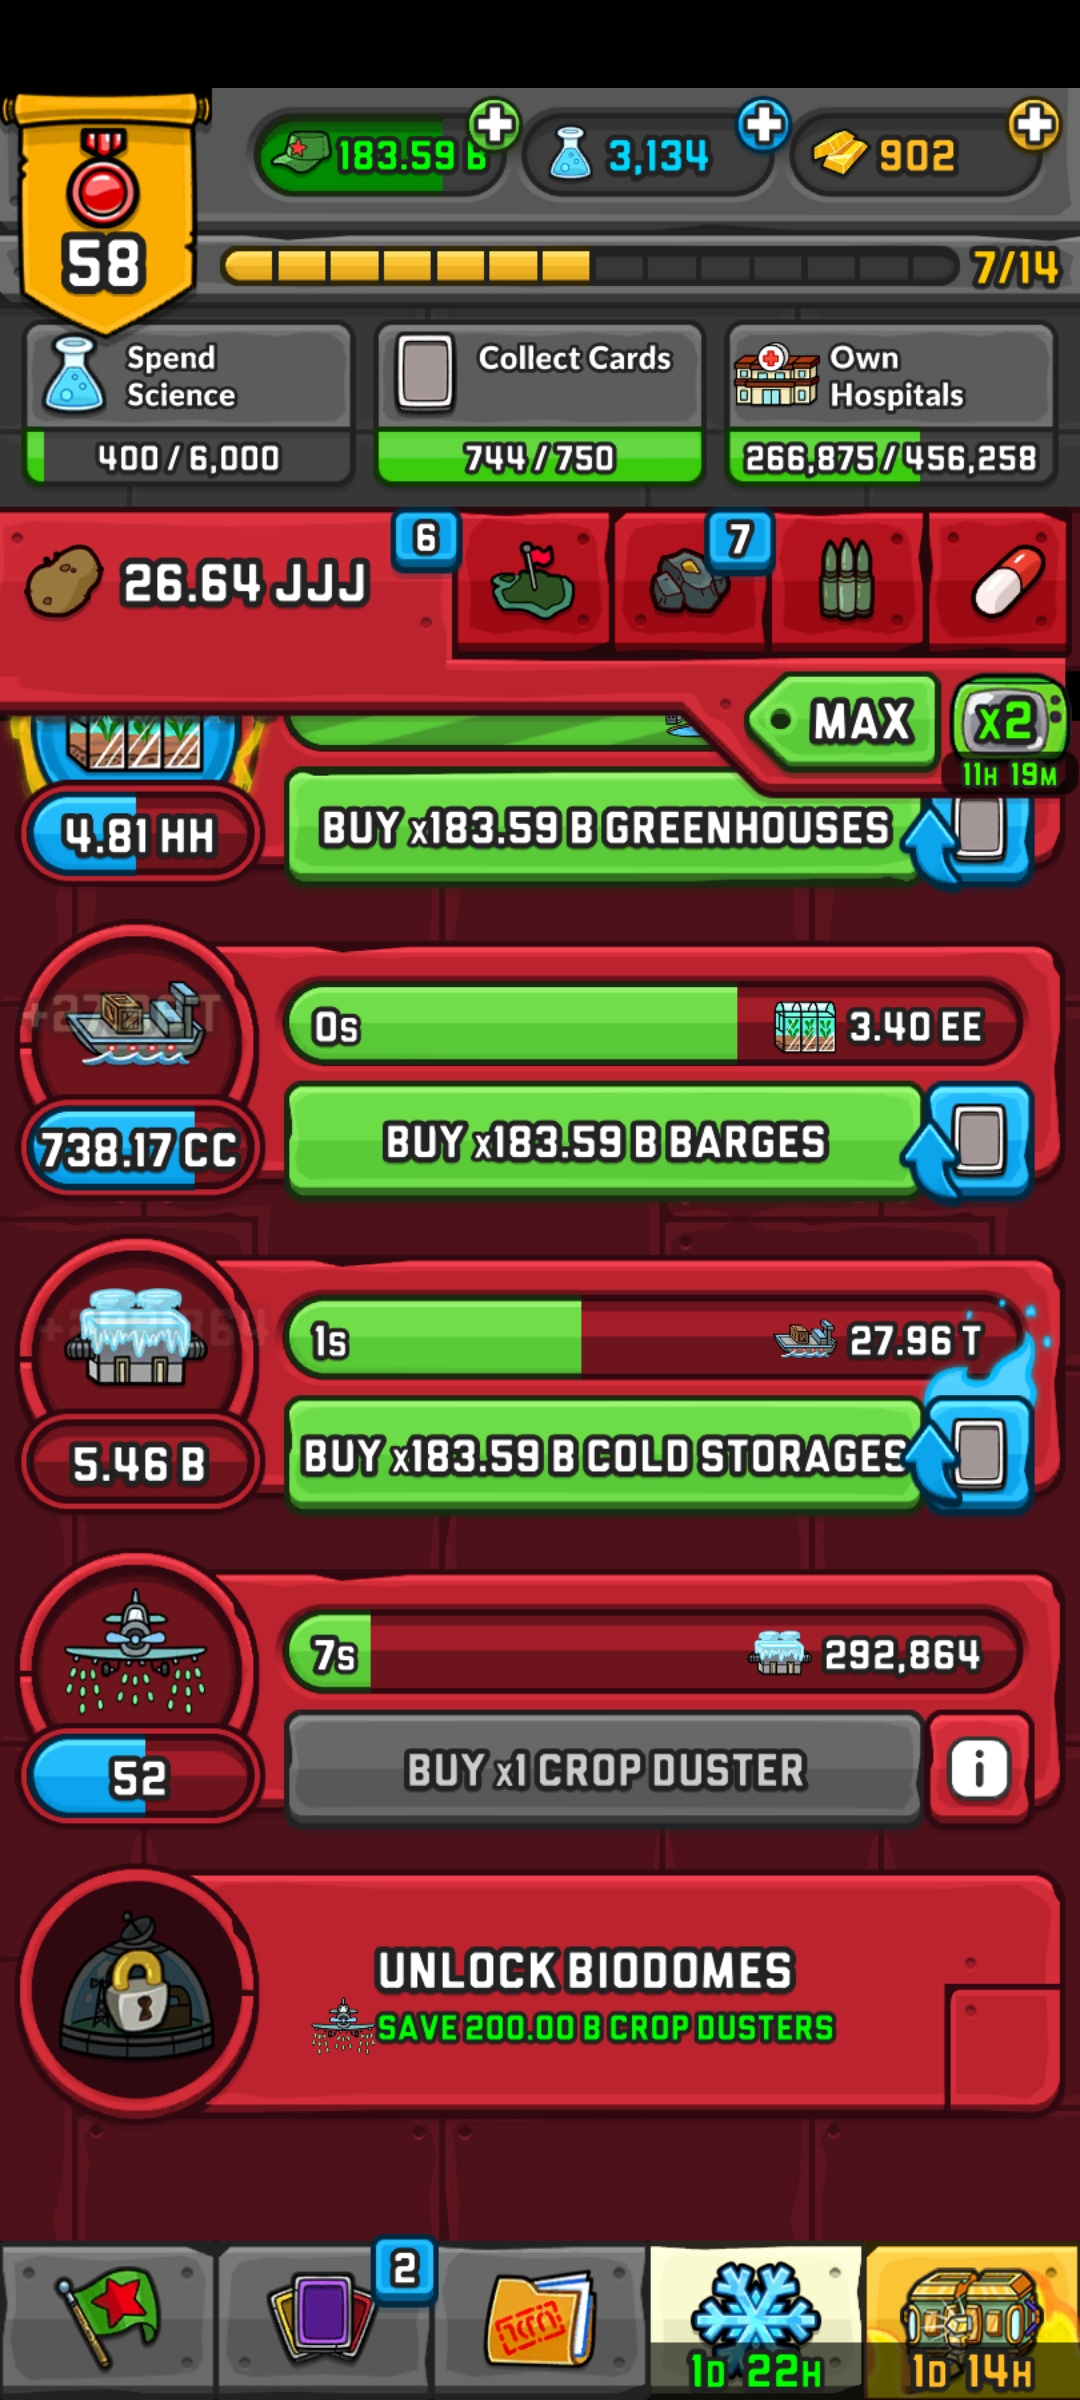 183.59 B
3,134
902
58
7/14
Spend
Science
400 / 6,000
Collect Cards
744 / 750
Own
Hospitals
266,875 / 456,258
26.64 JJJ
6
7
MAX
x2
11H 19M
4.81 HH
BUY x183.59 B GREENHOUSES
0s
3.40 EE
738.17 CC
BUY x183.59 B BARGES
1s
27.96 T
5.46 B
BUY x183.59 B COLD STORAGES
7s
292,864
52
BUY x1 CROP DUSTER
i
UNLOCK BIODOMES
SAVE 200.00 B CROP DUSTERS
2
1D 22H
1D 14H